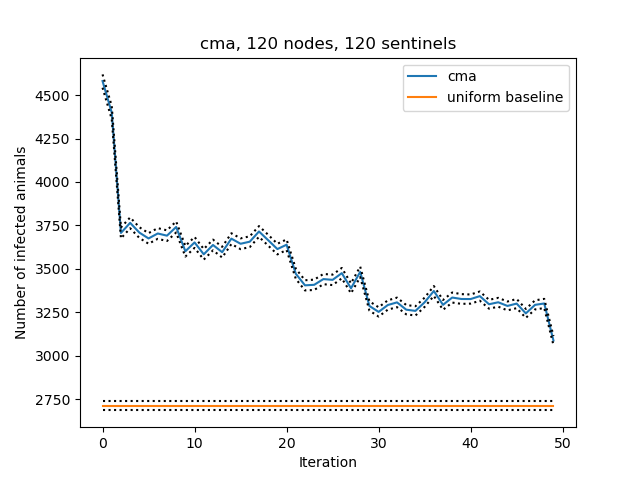 cma, 120 nodes, 120 sentinels
cma
uniform baseline
Number of infected animals
4500
4250
4000
3750
3500
3250
3000
2750
0 10 20 30 40 50
Iteration